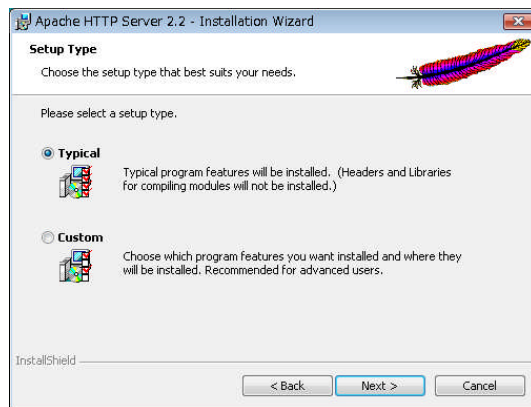 Apache HTTP Server 2.2 - Installation Wizard
Setup Type
Choose the setup type that best suits your needs.
Please select a setup type.
Typical
Typical program features will be installed. (Headers and Libraries
for compiling modules will not be installed.)
Custom
Choose which program features you want installed and where they
will be installed. Recommended for advanced users.
InstallShield
< Back
Next >
Cancel